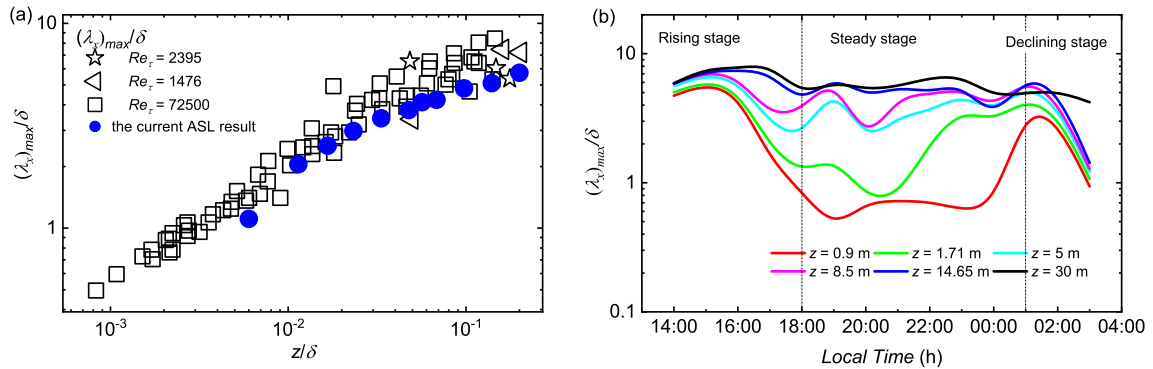 (a)
(λx)max/δ
Reτ = 2395
Reτ = 1476
Reτ = 72500
the current ASL result
10
1
10⁻³
10⁻²
10⁻¹
(λx)max/δ
z/δ
(b)
Rising stage
Steady stage
Declining stage
10
1
0.1
(λx)max/δ
z = 0.9 m
z = 1.71 m
z = 5 m
z = 8.5 m
z = 14.65 m
z = 30 m
14:00 16:00 18:00 20:00 22:00 00:00 02:00 04:00
Local Time (h)